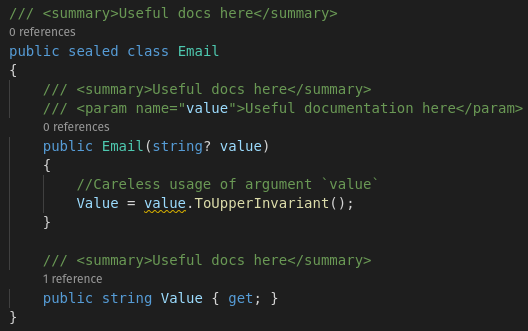 /// <summary>Useful docs here</summary>
0 references
public sealed class Email
{
/// <summary>Useful docs here</summary>
/// <param name="value">Useful documentation here</param>
0 references
public Email(string? value)
{
//Careless usage of argument `value`
Value = value.ToUpperInvariant();
}
/// <summary>Useful docs here</summary>
1 reference
public string Value { get; }
}